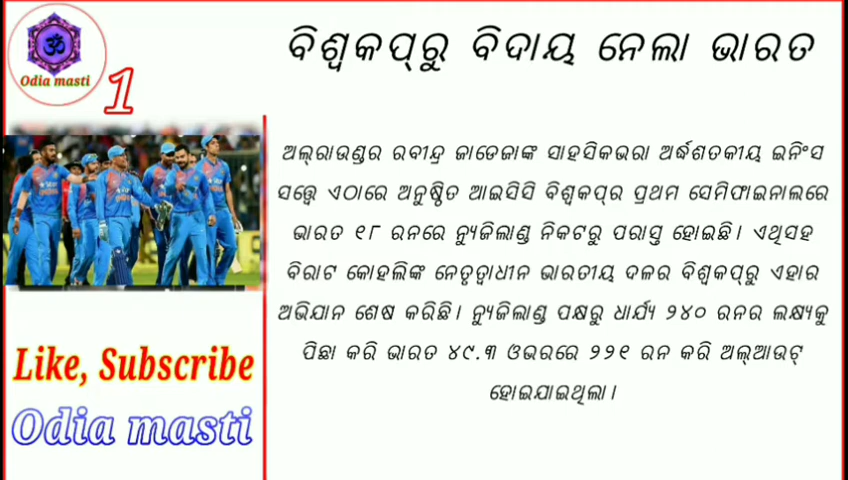 ବିଶ୍ୱକପ୍‌ରୁ ବିଦାୟ ନେଲା ଭାରତ
ॐ
Odia masti
1
ଅଲ୍‌ରାଉଣ୍ଡର ରବୀନ୍ଦ୍ର ଜାଡେଜାଙ୍କ ସାହସିକଭରା ଅର୍ଦ୍ଧଶତକୀୟ ଇନିଂସ
ସତ୍ତ୍ୱେ ଏଠାରେ ଅନୁଷ୍ଠିତ ଆଇସିସି ବିଶ୍ୱକପ୍‌ର ପ୍ରଥମ ସେମିଫାଇନାଲରେ
ଭାରତ ୧୮ ରନରେ ନ୍ୟୁଜିଲାଣ୍ଡ ନିକଟରୁ ପରାସ୍ତ ହୋଇଛି। ଏଥିସହ
ବିରାଟ କୋହଲିଙ୍କ ନେତୃତ୍ୱାଧୀନ ଭାରତୀୟ ଦଳର ବିଶ୍ୱକପ୍‌ରୁ ଏହାର
ଅଭିଯାନ ଶେଷ କରିଛି। ନ୍ୟୁଜିଲାଣ୍ଡ ପକ୍ଷରୁ ଧାର୍ଯ୍ୟ ୨୪୦ ରନର ଲକ୍ଷ୍ୟକୁ
ପିଛା କରି ଭାରତ ୪୯.୩ ଓଭରରେ ୨୨୧ ରନ କରି ଅଲ୍‌ଆଉଟ୍
ହୋଇଯାଇଥିଲା।
Like, Subscribe
Odia masti